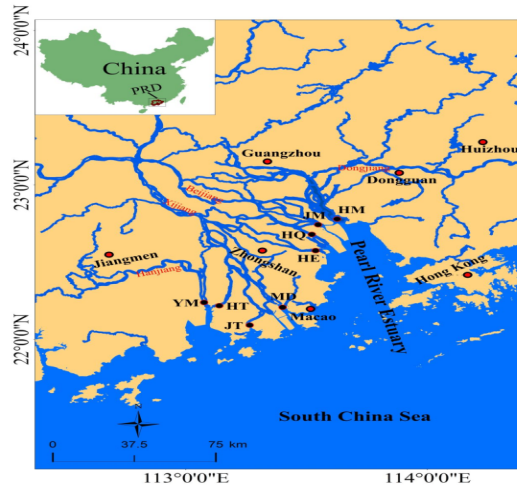 24°0'0"N
China
PRD
Huizhou
Guangzhou
Dongjiang
Dongguan
23°0'0"N
Beijiang
Xijiang
JM
HM
HQ
HE
Zhongshan
Jiangmen
Hanjiang
Pearl River Estuary
Hong Kong
YM
HT
MD
Macao
JT
22°0'0"N
South China Sea
0 37.5 75 km
113°0'0"E
114°0'0"E